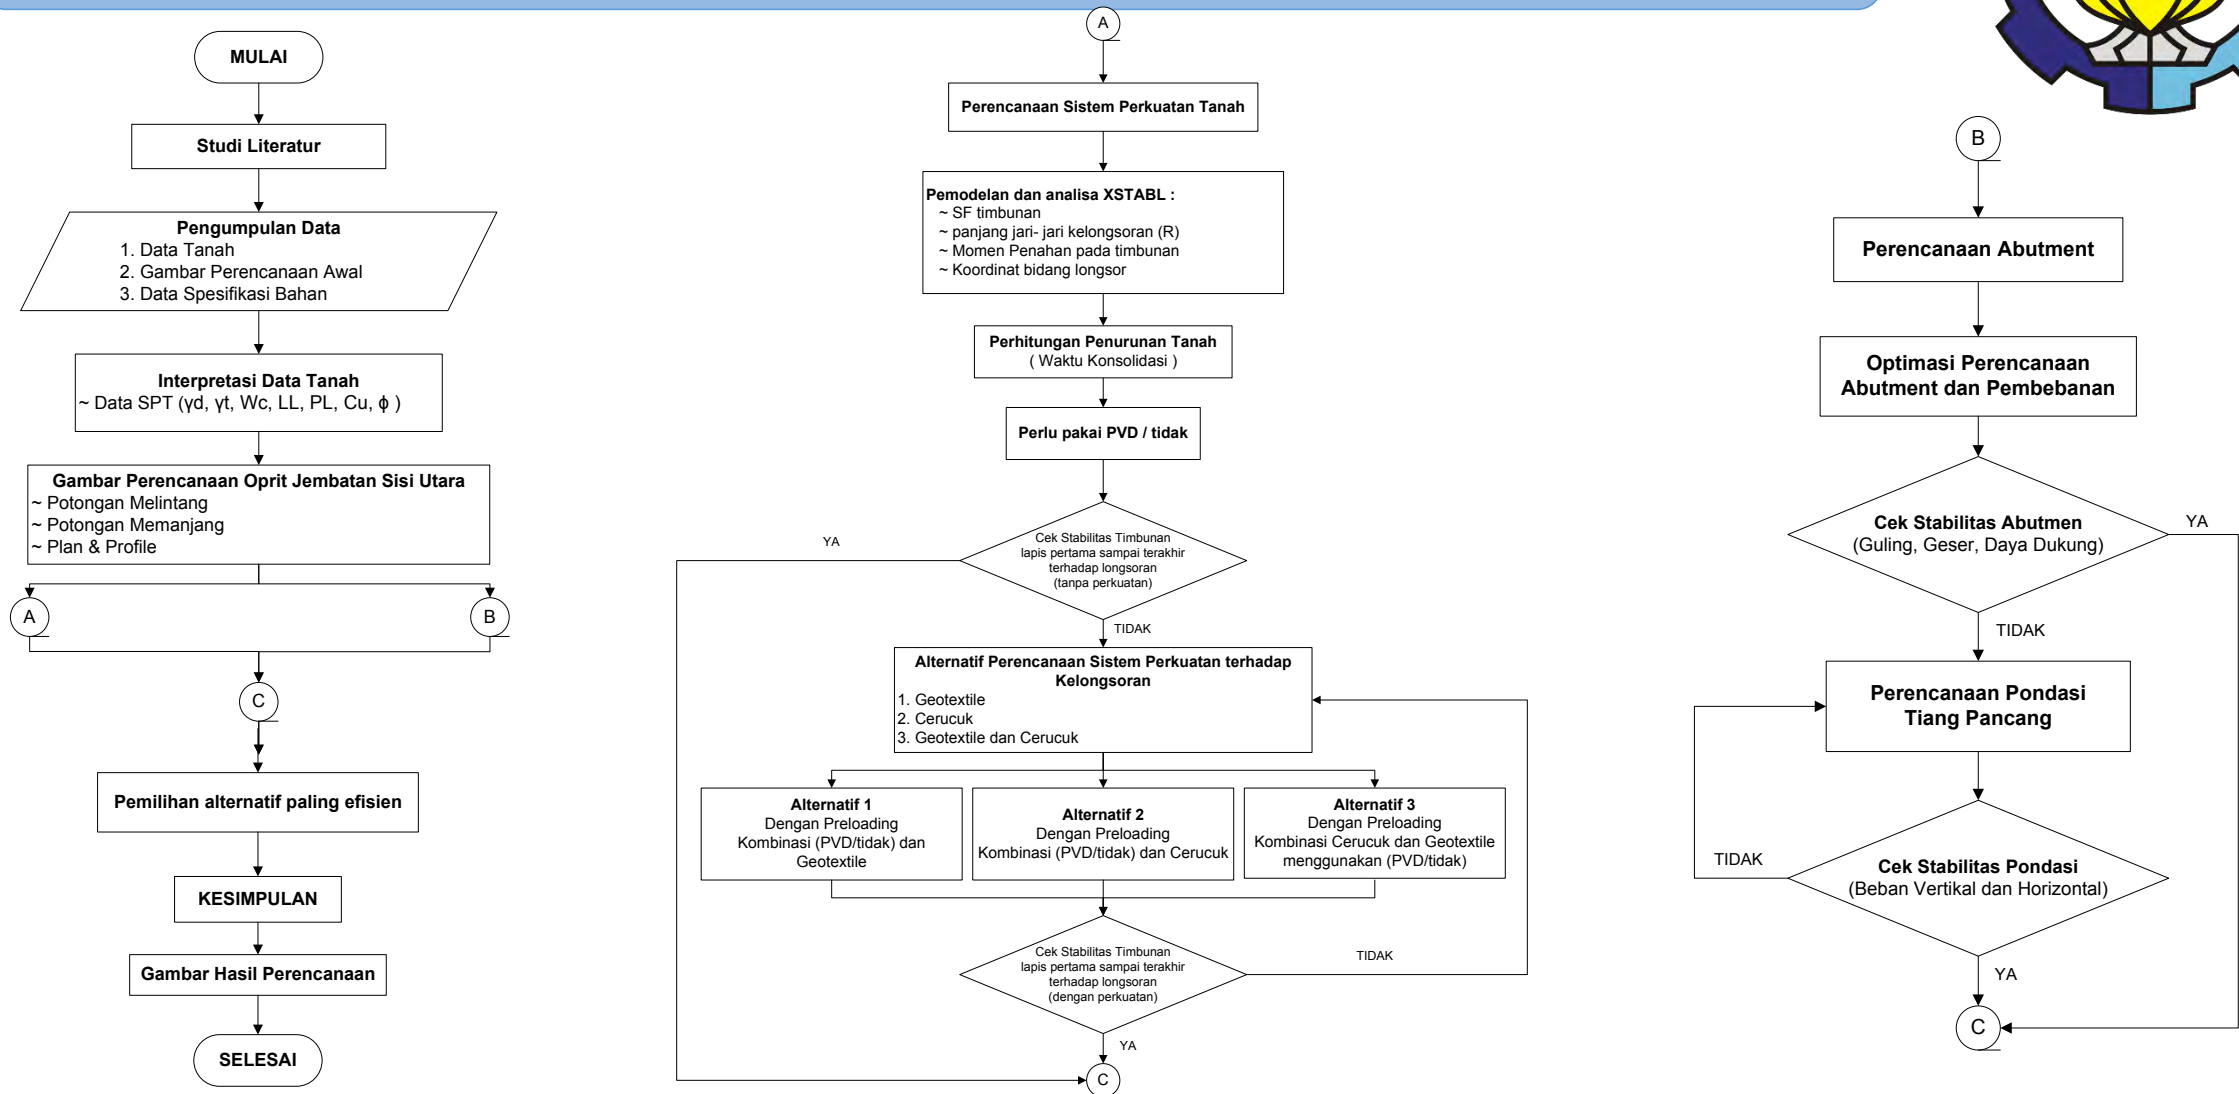 MULAI
Studi Literatur
Pengumpulan Data
1. Data Tanah
2. Gambar Perencanaan Awal
3. Data Spesifikasi Bahan
Interpretasi Data Tanah
~ Data SPT (γd, γt, Wc, LL, PL, Cu, ϕ )
Gambar Perencanaan Oprit Jembatan Sisi Utara
~ Potongan Melintang
~ Potongan Memanjang
~ Plan & Profile
A
B
C
Pemilihan alternatif paling efisien
KESIMPULAN
Gambar Hasil Perencanaan
SELESAI
A
Perencanaan Sistem Perkuatan Tanah
Pemodelan dan analisa XSTABL :
~ SF timbunan
~ panjang jari- jari kelongsoran (R)
~ Momen Penahan pada timbunan
~ Koordinat bidang longsor
Perhitungan Penurunan Tanah
( Waktu Konsolidasi )
Perlu pakai PVD / tidak
Cek Stabilitas Timbunan
lapis pertama sampai terakhir
terhadap longsoran
(tanpa perkuatan)
YA
TIDAK
Alternatif Perencanaan Sistem Perkuatan terhadap
Kelongsoran
1. Geotextile
2. Cerucuk
3. Geotextile dan Cerucuk
Alternatif 1
Dengan Preloading
Kombinasi (PVD/tidak) dan
Geotextile
Alternatif 2
Dengan Preloading
Kombinasi (PVD/tidak) dan Cerucuk
Alternatif 3
Dengan Preloading
Kombinasi Cerucuk dan Geotextile
menggunakan (PVD/tidak)
Cek Stabilitas Timbunan
lapis pertama sampai terakhir
terhadap longsoran
(dengan perkuatan)
TIDAK
YA
C
B
Perencanaan Abutment
Optimasi Perencanaan
Abutment dan Pembebanan
Cek Stabilitas Abutmen
(Guling, Geser, Daya Dukung)
YA
TIDAK
Perencanaan Pondasi
Tiang Pancang
TIDAK
Cek Stabilitas Pondasi
(Beban Vertikal dan Horizontal)
YA
C